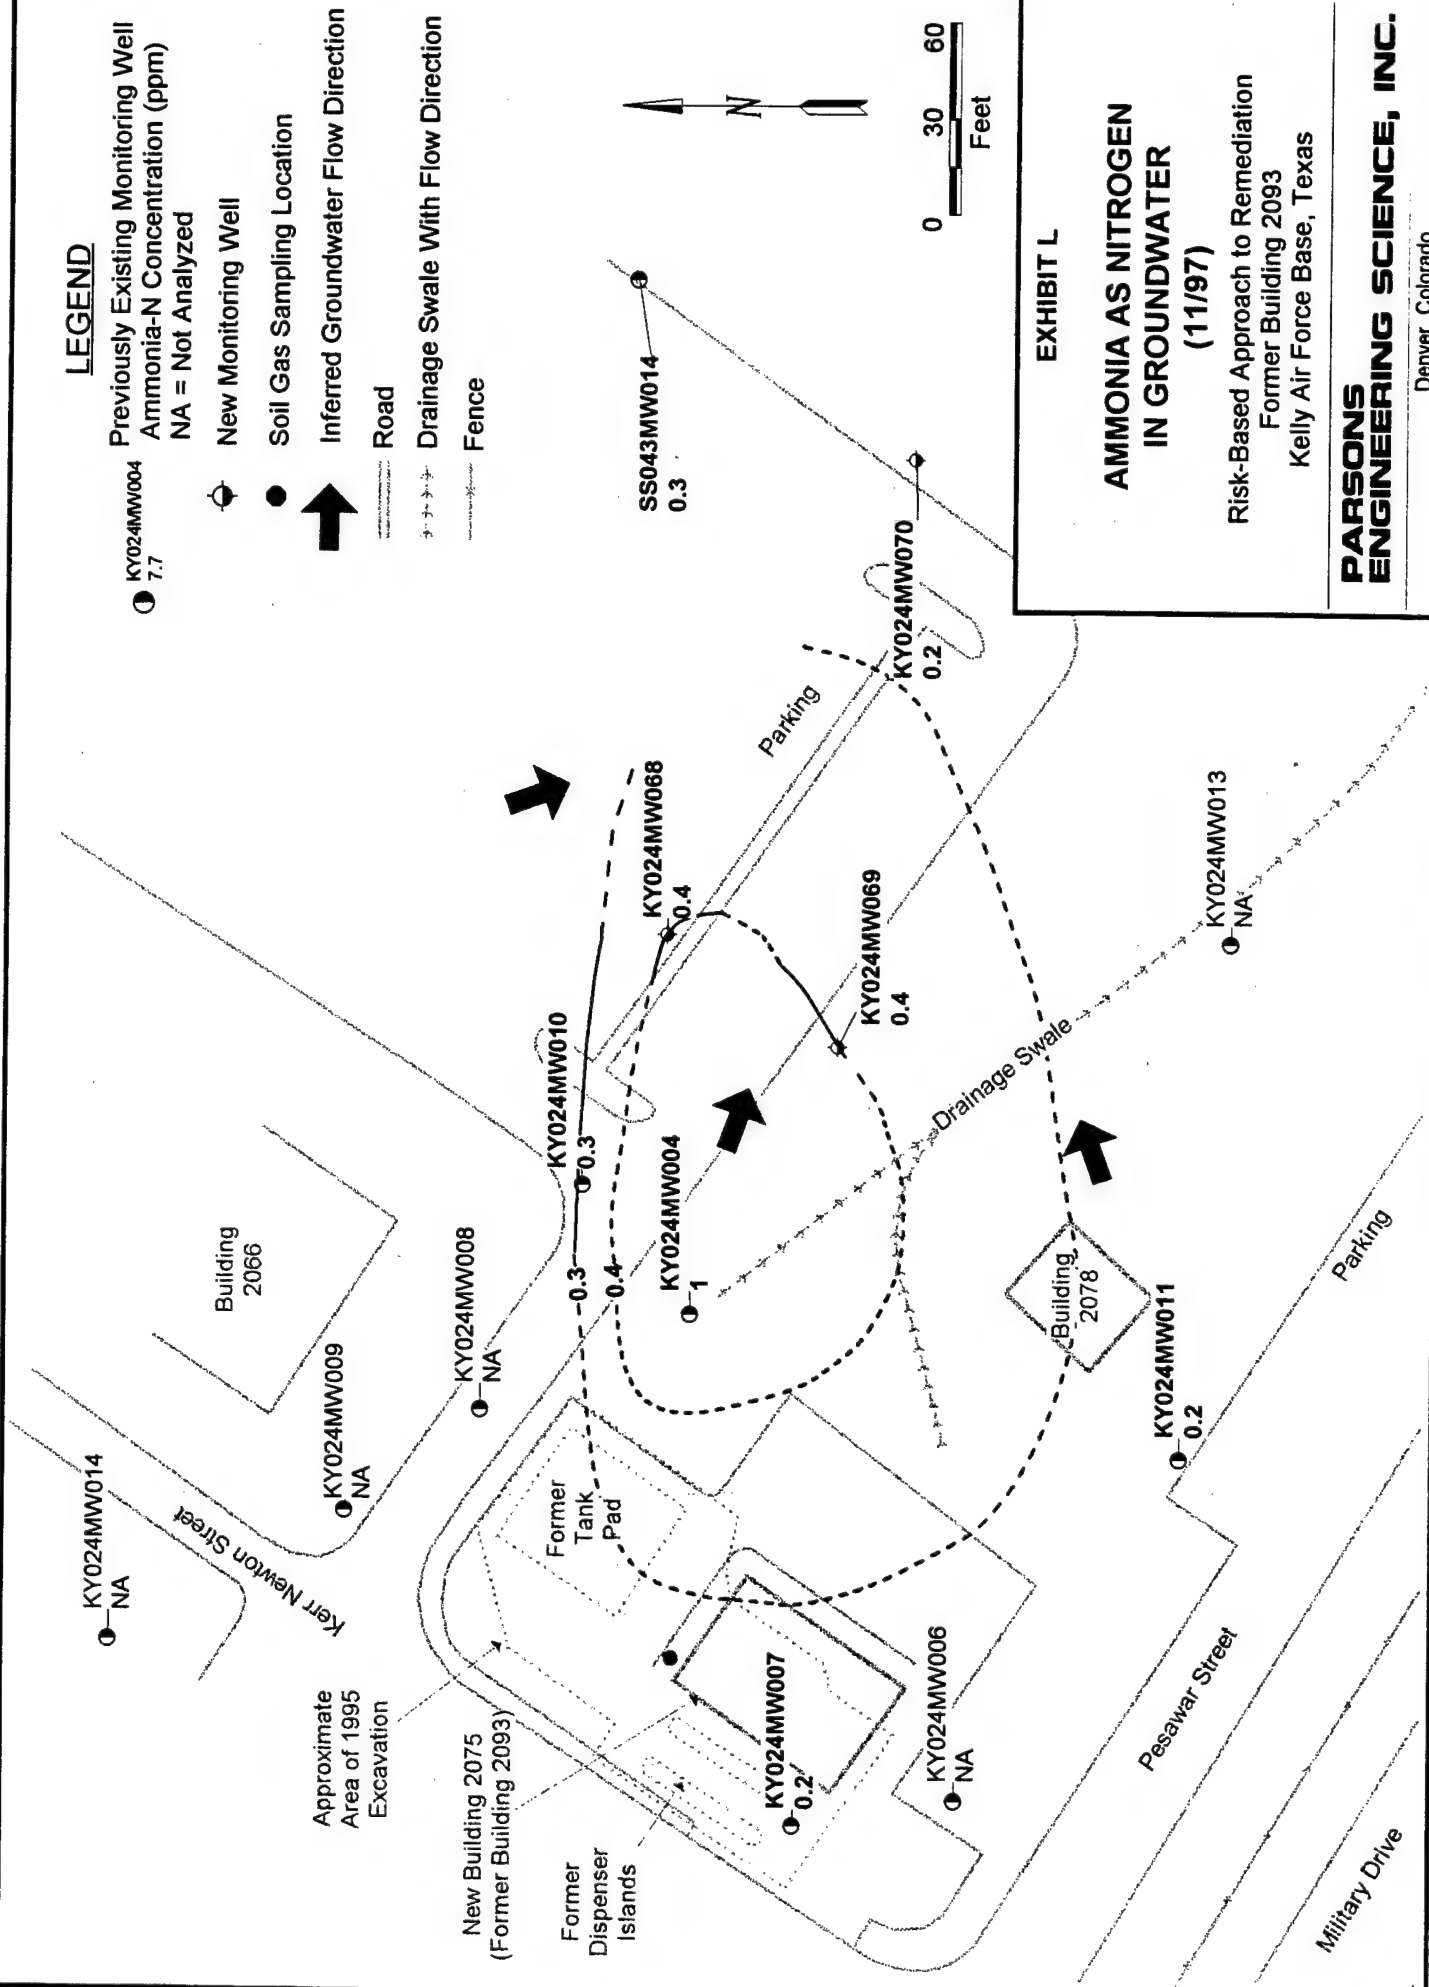 LEGEND
KY024MW004
7.7
Previously Existing Monitoring Well
Ammonia-N Concentration (ppm)
NA = Not Analyzed
New Monitoring Well
Soil Gas Sampling Location
Inferred Groundwater Flow Direction
Road
Drainage Swale With Flow Direction
Fence
N
0 30 60
Feet
KY024MW014
NA
Kerr Newton Street
KY024MW009
NA
Building
2066
KY024MW008
NA
Approximate
Area of 1995
Excavation
New Building 2075
(Former Building 2093)
Former
Dispenser
Islands
Former
Tank
Pad
0.3
0.4
KY024MW010
0.3
KY024MW004
1
KY024MW068
0.4
KY024MW069
0.4
Parking
SS043MW014
0.3
KY024MW070
0.2
KY024MW007
0.2
KY024MW006
NA
Drainage Swale
KY024MW013
NA
Building
2078
KY024MW011
0.2
Parking
Pesawar Street
Military Drive
EXHIBIT L
AMMONIA AS NITROGEN
IN GROUNDWATER
(11/97)
Risk-Based Approach to Remediation
Former Building 2093
Kelly Air Force Base, Texas
PARSONS
ENGINEERING SCIENCE, INC.
Denver, Colorado